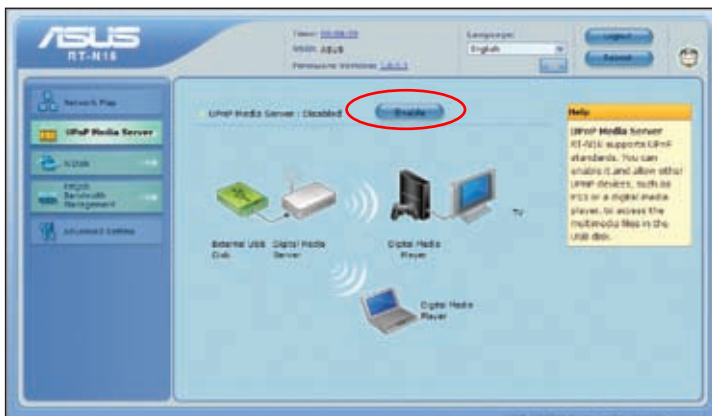 ASUS
RT-N16
Language:
English
Logout
Reboot
SSID: ASUS
Firmware Version:
Network Map
UPnP Media Server
AiDisk
EzQoS
Bandwidth
Management
Advanced Setting
UPnP Media Server : Disabled
Enable
External USB
Disk
Digital Media
Server
Digital Media
Player
TV
Digital Media
Player
Help
UPnP Media Server
RT-N16 supports UPnP
standards. You can
enable it and allow other
UPnP devices, such as
PS3 or a digital media
player, to access the
multimedia files in the
USB disk.